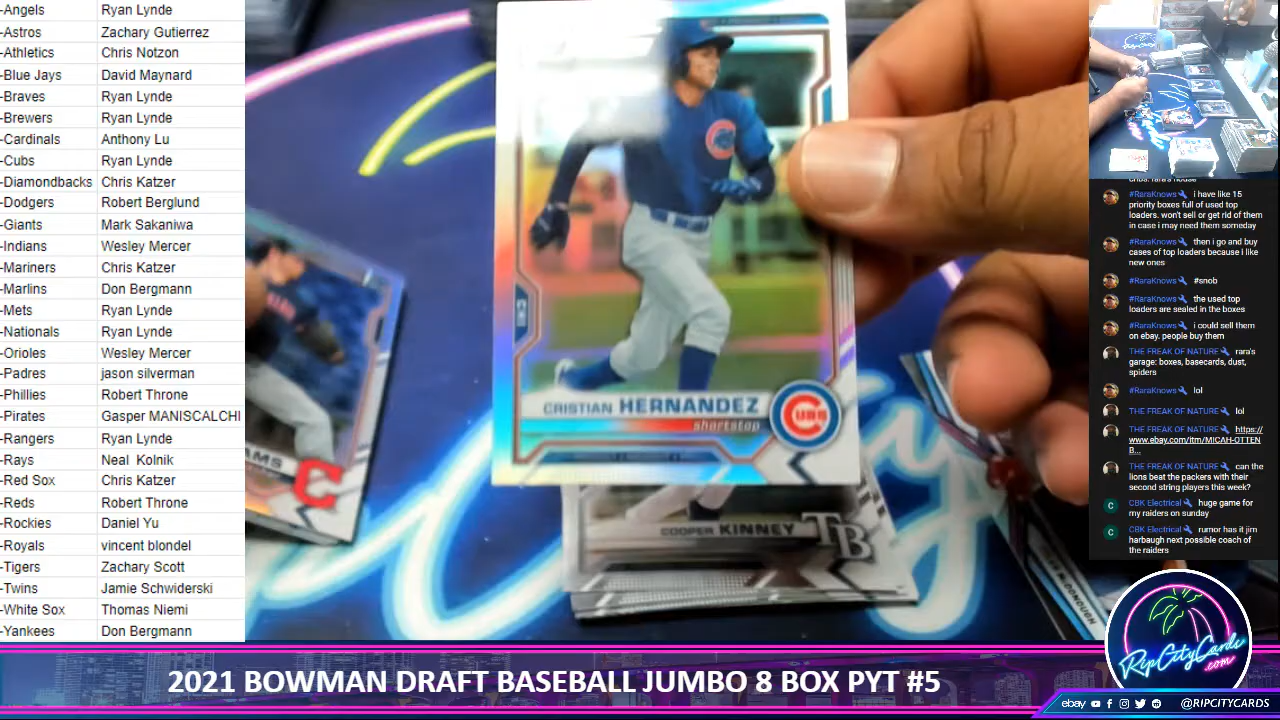 -Angels Ryan Lynde
-Astros Zachary Gutierrez
-Athletics Chris Notzon
-Blue Jays David Maynard
-Braves Ryan Lynde
-Brewers Ryan Lynde
-Cardinals Anthony Lu
-Cubs Ryan Lynde
-Diamondbacks Chris Katzer
-Dodgers Robert Berglund
-Giants Mark Sakaniwa
-Indians Wesley Mercer
-Mariners Chris Katzer
-Marlins Don Bergmann
-Mets Ryan Lynde
-Nationals Ryan Lynde
-Orioles Wesley Mercer
-Padres jason silverman
-Phillies Robert Throne
-Pirates Gasper MANISCALCHI
-Rangers Ryan Lynde
-Rays Neal Kolnik
-Red Sox Chris Katzer
-Reds Robert Throne
-Rockies Daniel Yu
-Royals vincent blondel
-Tigers Zachary Scott
-Twins Jamie Schwiderski
-White Sox Thomas Niemi
-Yankees Don Bergmann
CRISTIAN HERNANDEZ
shortstop
CUBS
AMS
C
COOPER KINNEY
TB
MCDONOUGH
#RaraKnows i have like 15
priority boxes full of used top
loaders. won't sell or get rid of them
in case i may need them someday
#RaraKnows then i go and buy
cases of top loaders because i like
new ones
#RaraKnows #snob
#RaraKnows the used top
loaders are sealed in the boxes
#RaraKnows i could sell them
on ebay. people buy them
THE FREAK OF NATURE rara's
garage: boxes, basecards, dust,
spiders
#RaraKnows lol
THE FREAK OF NATURE lol
THE FREAK OF NATURE https://
www.ebay.com/itm/MICAH-OTTEN
B...
THE FREAK OF NATURE can the
lions beat the packers with their
second string players this week?
C CBK Electrical huge game for
my raiders on sunday
C CBK Electrical rumor has it jim
harbaugh next possible coach of
the raiders
RipCityCards
.com
2021 BOWMAN DRAFT BASEBALL JUMBO 8 BOX PYT #5
ebay @RIPCITYCARDS